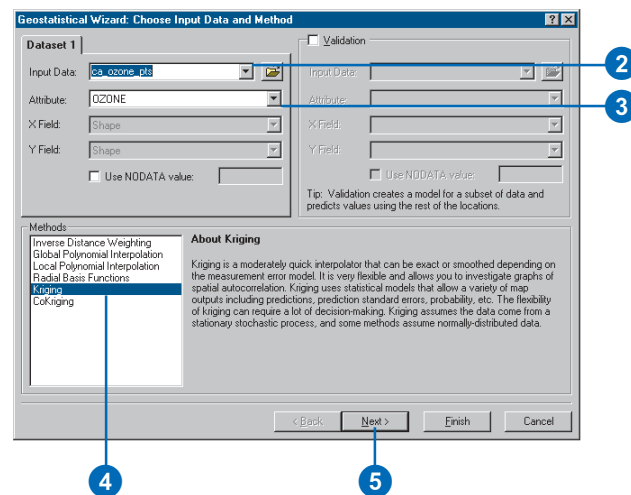 Geostatistical Wizard: Choose Input Data and Method
Dataset 1
Input Data: ca_ozone_pts
Attribute: OZONE
X Field: Shape
Y Field: Shape
Use NODATA value:
Validation
Input Data:
Attribute:
X Field:
Y Field:
Use NODATA value:
Tip: Validation creates a model for a subset of data and
predicts values using the rest of the locations.
2
3
Methods
Inverse Distance Weighting
Global Polynomial Interpolation
Local Polynomial Interpolation
Radial Basis Functions
Kriging
CoKriging
About Kriging
Kriging is a moderately quick interpolator that can be exact or smoothed depending on
the measurement error model. It is very flexible and allows you to investigate graphs of
spatial autocorrelation. Kriging uses statistical models that allow a variety of map
outputs including predictions, prediction standard errors, probability, etc. The flexibility
of kriging can require a lot of decision-making. Kriging assumes the data come from a
stationary stochastic process, and some methods assume normally-distributed data.
< Back Next > Finish Cancel
4 5